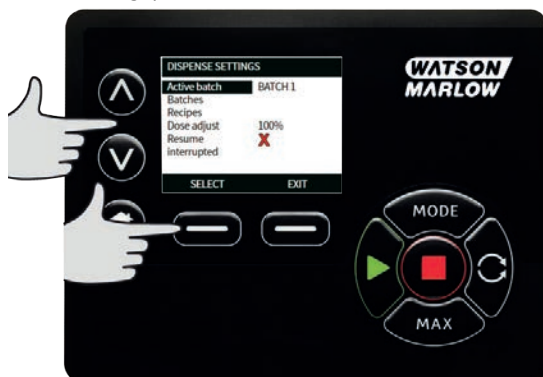 DISPENSE SETTINGS
Active batch BATCH 1
Batches
Recipes
Dose adjust 100%
Resume
interrupted
SELECT EXIT
WATSON
MARLOW
MODE
MAX